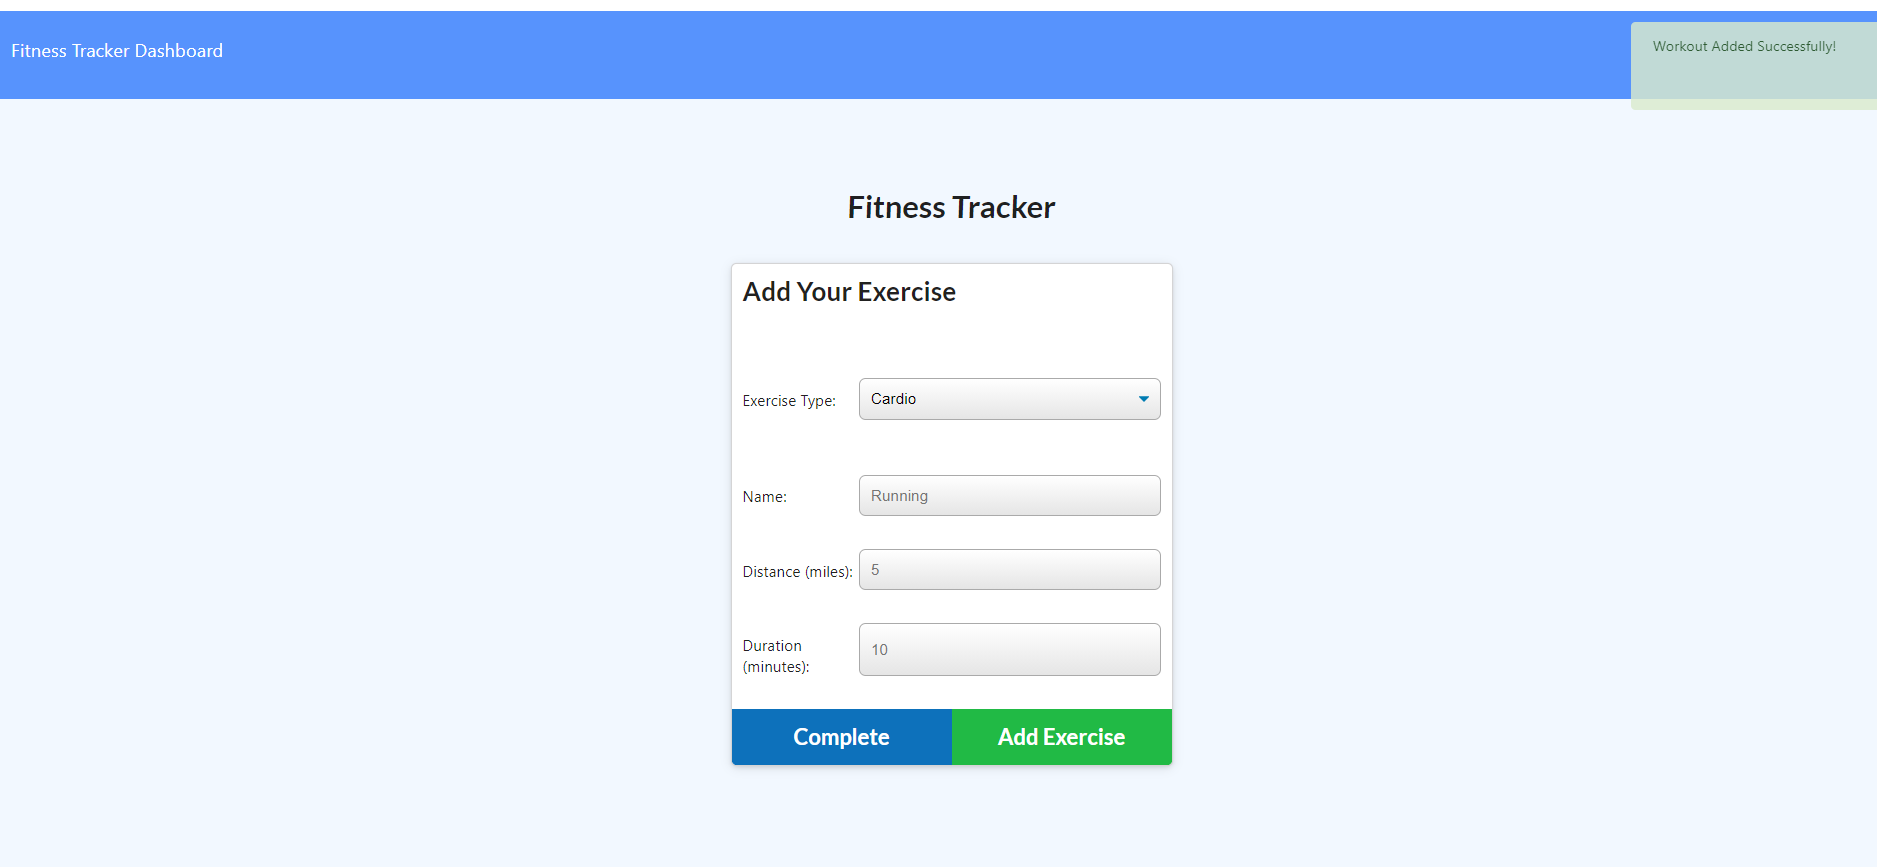 Fitness Tracker Dashboard
Workout Added Successfully!
Fitness Tracker
Add Your Exercise
Exercise Type: Cardio
Name: Running
Distance (miles): 5
Duration
(minutes): 10
Complete Add Exercise